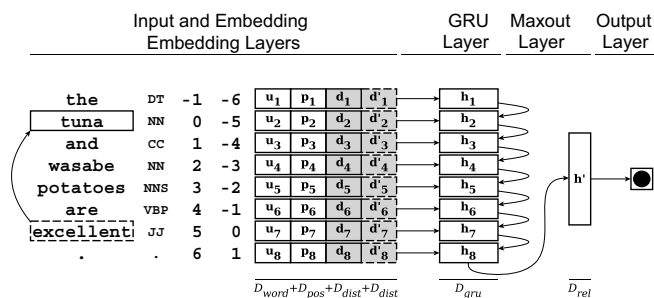 Input and Embedding GRU Maxout Output
Embedding Layers Layer Layer Layer
the DT -1 -6 u1 p1 d1 d'1 h1
tuna NN 0 -5 u2 p2 d2 d'2 h2
and CC 1 -4 u3 p3 d3 d'3 h3
wasabe NN 2 -3 u4 p4 d4 d'4 h4
potatoes NNS 3 -2 u5 p5 d5 d'5 h5 h'
are VBP 4 -1 u6 p6 d6 d'6 h6
excellent JJ 5 0 u7 p7 d7 d'7 h7
. . 6 1 u8 p8 d8 d'8 h8
Dword+Dpos+Ddist+Ddist Dgru Drel